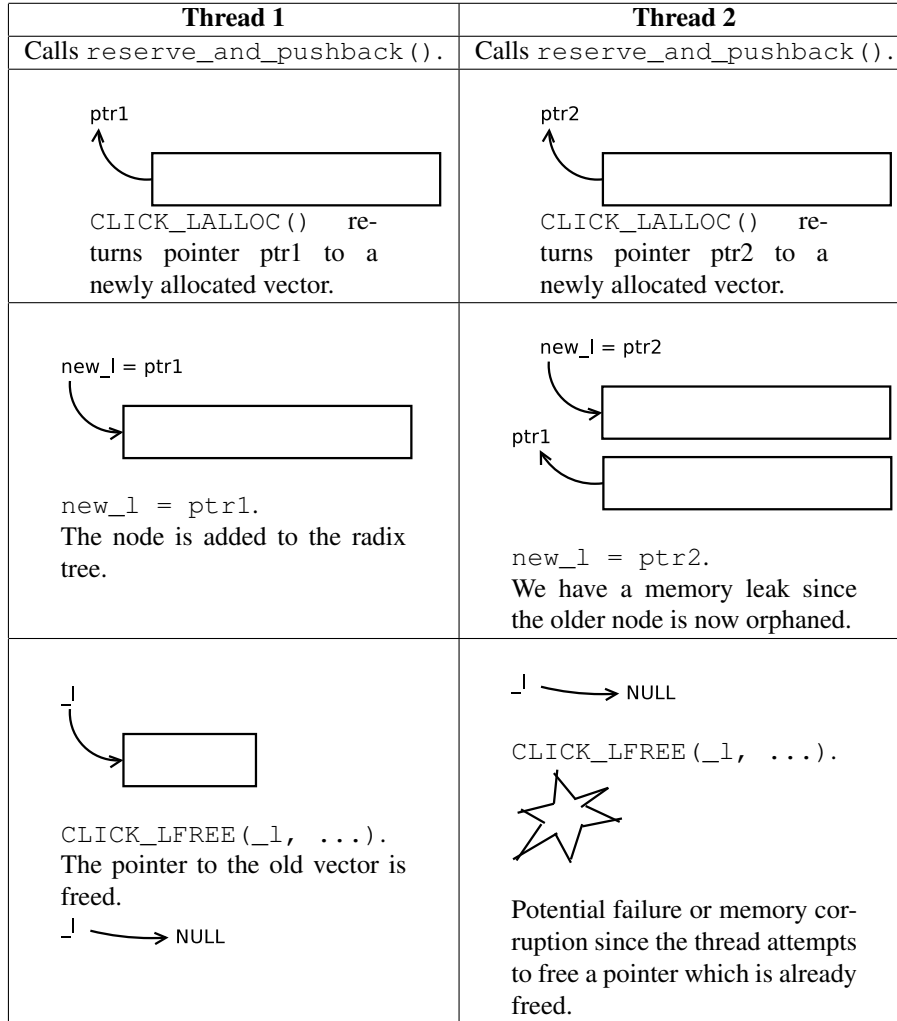 Thread 1 Thread 2
Calls reserve_and_pushback(). Calls reserve_and_pushback().
ptr1
CLICK_LALLOC() re-
turns pointer ptr1 to a
newly allocated vector.
ptr2
CLICK_LALLOC() re-
turns pointer ptr2 to a
newly allocated vector.
new_l = ptr1
new_l = ptr1.
The node is added to the radix
tree.
new_l = ptr2
ptr1
new_l = ptr2.
We have a memory leak since
the older node is now orphaned.
_l
CLICK_LFREE(_l, ...).
The pointer to the old vector is
freed.
_l NULL
_l NULL
CLICK_LFREE(_l, ...).
Potential failure or memory cor-
ruption since the thread attempts
to free a pointer which is already
freed.